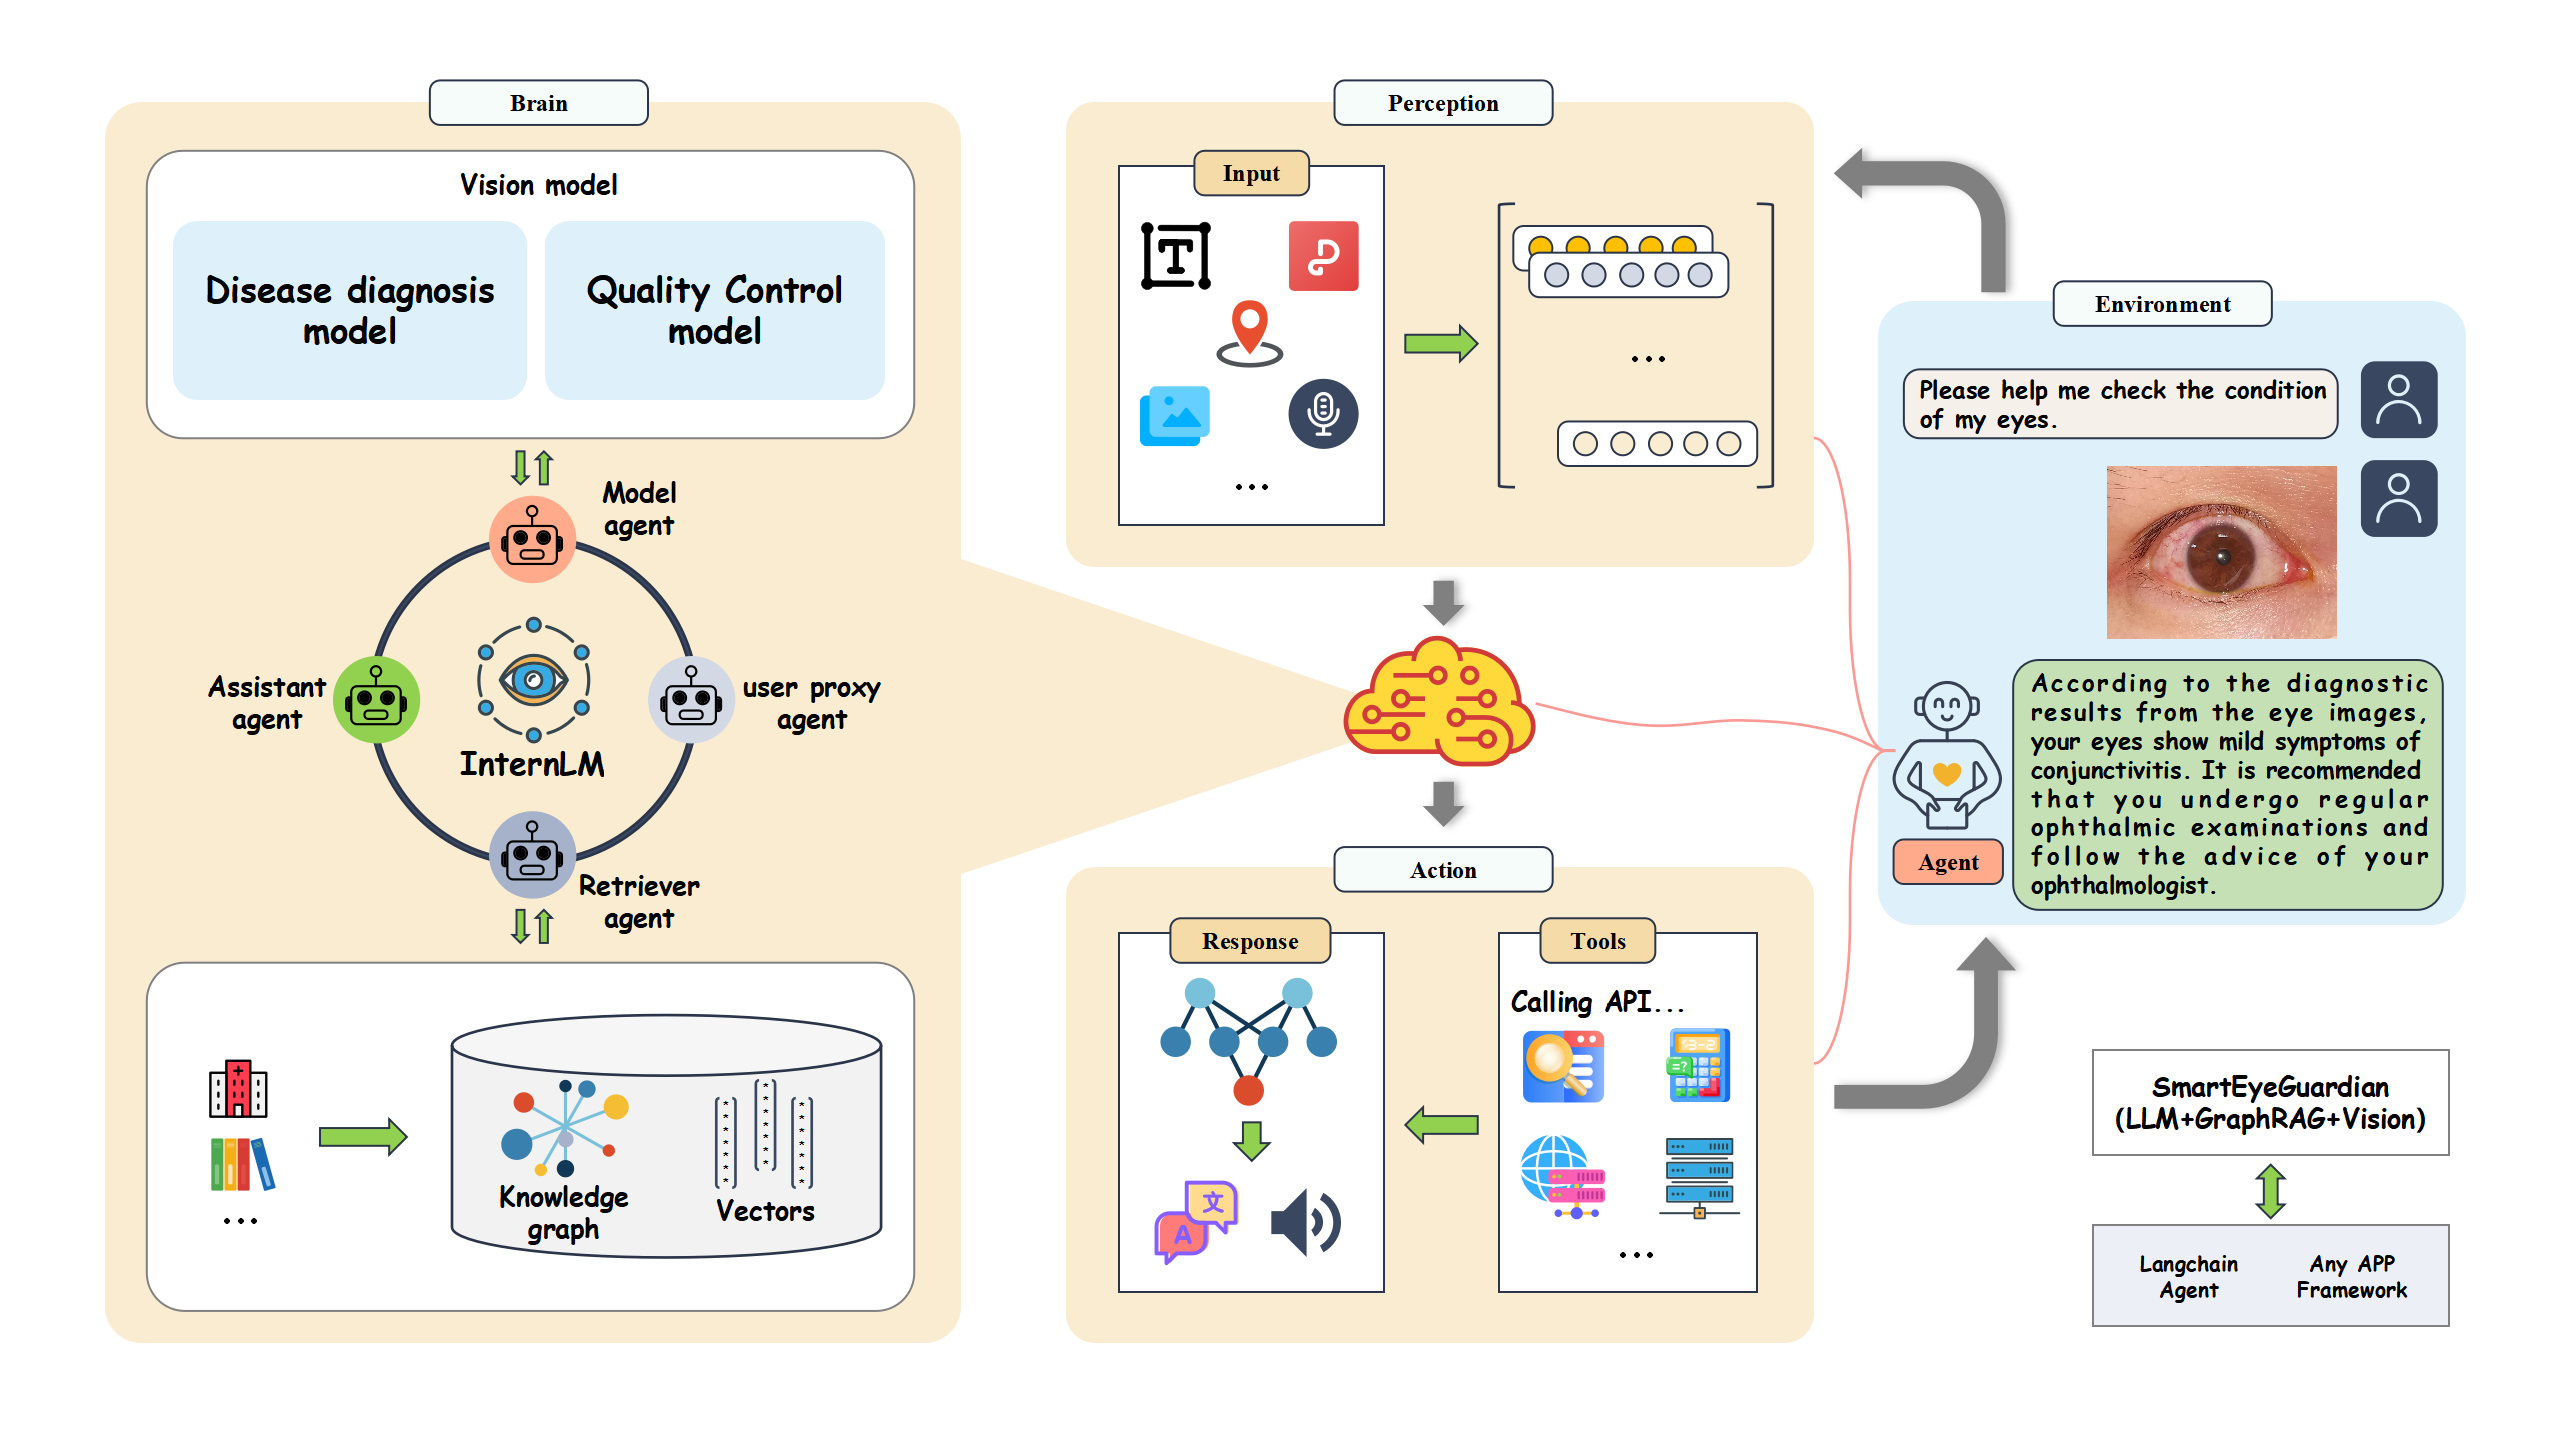 Brain
Vision model
Disease diagnosis
model
Quality Control
model
Model
agent
Assistant
agent
user proxy
agent
InternLM
Retriever
agent
Knowledge
graph
Vectors
Perception
Input
T
...
...
Action
Response
文
A
Tools
Calling API...
...
Environment
Please help me check the condition
of my eyes.
Agent
According to the diagnostic
results from the eye images,
your eyes show mild symptoms of
conjunctivitis. It is recommended
that you undergo regular
ophthalmic examinations and
follow the advice of your
ophthalmologist.
SmartEyeGuardian
(LLM+GraphRAG+Vision)
Langchain
Agent
Any APP
Framework